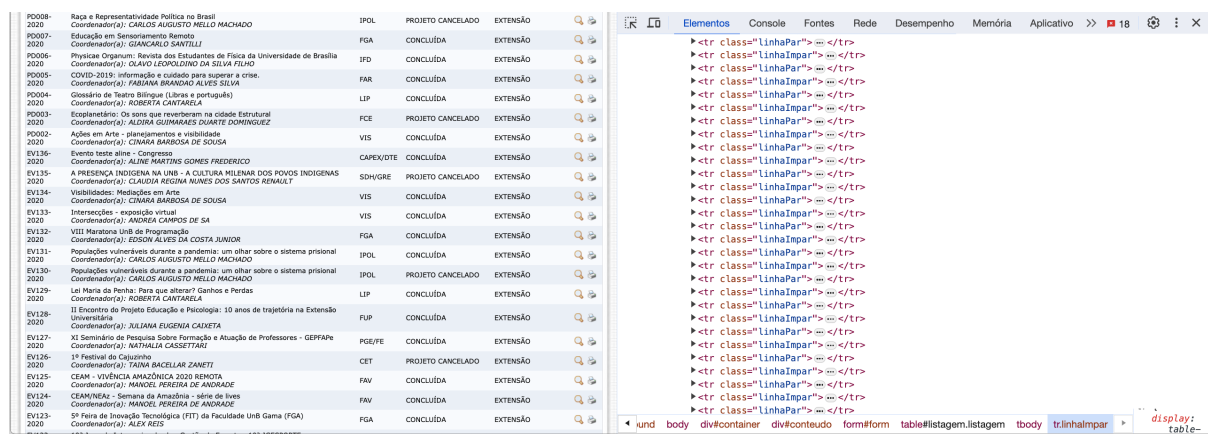 PD008-2020 Raça e Representatividade Política no Brasil IPOL PROJETO CANCELADO EXTENSÃO
Coordenador(a): CARLOS AUGUSTO MELLO MACHADO
PD007-2020 Educação em Sensoriamento Remoto FGA CONCLUÍDA EXTENSÃO
Coordenador(a): GIANCARLO SANTILLI
PD006-2020 Physicae Organum: Revista dos Estudantes de Física da Universidade de Brasília IFD CONCLUÍDA EXTENSÃO
Coordenador(a): OLAVO LEOPOLDINO DA SILVA FILHO
PD005-2020 COVID-2019: informação e cuidado para superar a crise. FAR CONCLUÍDA EXTENSÃO
Coordenador(a): FABIANA BRANDAO ALVES SILVA
PD004-2020 Glossário de Teatro Bilíngue (Libras e português) LIP CONCLUÍDA EXTENSÃO
Coordenador(a): ROBERTA CANTARELA
PD003-2020 Ecoplanetário: Os sons que reverberam na cidade Estrutural FCE PROJETO CANCELADO EXTENSÃO
Coordenador(a): ALDIRA GUIMARAES DUARTE DOMINGUEZ
PD002-2020 Ações em Arte - planejamentos e visibilidade VIS CONCLUÍDA EXTENSÃO
Coordenador(a): CINARA BARBOSA DE SOUSA
EV136-2020 Evento teste aline - Congresso CAPEX/DTE CONCLUÍDA EXTENSÃO
Coordenador(a): ALINE MARTINS GOMES FREDERICO
EV135-2020 A PRESENÇA INDIGENA NA UNB - A CULTURA MILENAR DOS POVOS INDIGENAS SDH/GRE PROJETO CANCELADO EXTENSÃO
Coordenador(a): CLAUDIA REGINA NUNES DOS SANTOS RENAULT
EV134-2020 Visibilidades: Mediações em Arte VIS CONCLUÍDA EXTENSÃO
Coordenador(a): CINARA BARBOSA DE SOUSA
EV133-2020 Intersecções - exposição virtual VIS CONCLUÍDA EXTENSÃO
Coordenador(a): ANDREA CAMPOS DE SA
EV132-2020 VIII Maratona UnB de Programação FGA CONCLUÍDA EXTENSÃO
Coordenador(a): EDSON ALVES DA COSTA JUNIOR
EV131-2020 Populações vulneráveis durante a pandemia: um olhar sobre o sistema prisional IPOL CONCLUÍDA EXTENSÃO
Coordenador(a): CARLOS AUGUSTO MELLO MACHADO
EV130-2020 Populações vulneráveis durante a pandemia: um olhar sobre o sistema prisional IPOL PROJETO CANCELADO EXTENSÃO
Coordenador(a): CARLOS AUGUSTO MELLO MACHADO
EV129-2020 Lei Maria da Penha: Para que alterar? Ganhos e Perdas LIP CONCLUÍDA EXTENSÃO
Coordenador(a): ROBERTA CANTARELA
EV128-2020 II Encontro do Projeto Educação e Psicologia: 10 anos de trajetória na Extensão
Universitária FUP CONCLUÍDA EXTENSÃO
Coordenador(a): JULIANA EUGENIA CAIXETA
EV127-2020 XI Seminário de Pesquisa Sobre Formação e Atuação de Professores - GEPFAPe PGE/FE CONCLUÍDA EXTENSÃO
Coordenador(a): NATHALIA CASSETTARI
EV126-2020 1º Festival do Cajuzinho CET PROJETO CANCELADO EXTENSÃO
Coordenador(a): TAINA BACELLAR ZANETI
EV125-2020 CEAM - VIVÊNCIA AMAZÔNICA 2020 REMOTA FAV CONCLUÍDA EXTENSÃO
Coordenador(a): MANOEL PEREIRA DE ANDRADE
EV124-2020 CEAM/NEAz - Semana da Amazônia - série de lives FAV CONCLUÍDA EXTENSÃO
Coordenador(a): MANOEL PEREIRA DE ANDRADE
EV123-2020 5ª Feira de Inovação Tecnológica (FIT) da Faculdade UnB Gama (FGA) FGA CONCLUÍDA EXTENSÃO
Coordenador(a): ALEX REIS
Elementos Console Fontes Rede Desempenho Memória Aplicativo 18
<tr class="linhaPar">…</tr>
<tr class="linhaImpar">…</tr>
<tr class="linhaPar">…</tr>
<tr class="linhaImpar">…</tr>
<tr class="linhaPar">…</tr>
<tr class="linhaImpar">…</tr>
<tr class="linhaPar">…</tr>
<tr class="linhaImpar">…</tr>
<tr class="linhaPar">…</tr>
<tr class="linhaImpar">…</tr>
<tr class="linhaPar">…</tr>
<tr class="linhaImpar">…</tr>
<tr class="linhaPar">…</tr>
<tr class="linhaImpar">…</tr>
<tr class="linhaPar">…</tr>
<tr class="linhaImpar">…</tr>
<tr class="linhaPar">…</tr>
<tr class="linhaImpar">…</tr>
<tr class="linhaPar">…</tr>
<tr class="linhaImpar">…</tr>
<tr class="linhaPar">…</tr>
<tr class="linhaImpar">…</tr>
<tr class="linhaPar">…</tr>
<tr class="linhaImpar">…</tr>
<tr class="linhaPar">…</tr>
<tr class="linhaImpar">…</tr>
<tr class="linhaPar">…</tr>
<tr class="linhaImpar">…</tr>
und body div#container div#conteudo form#form table#listagem.listagem tbody tr.linhaImpar
display:
table-